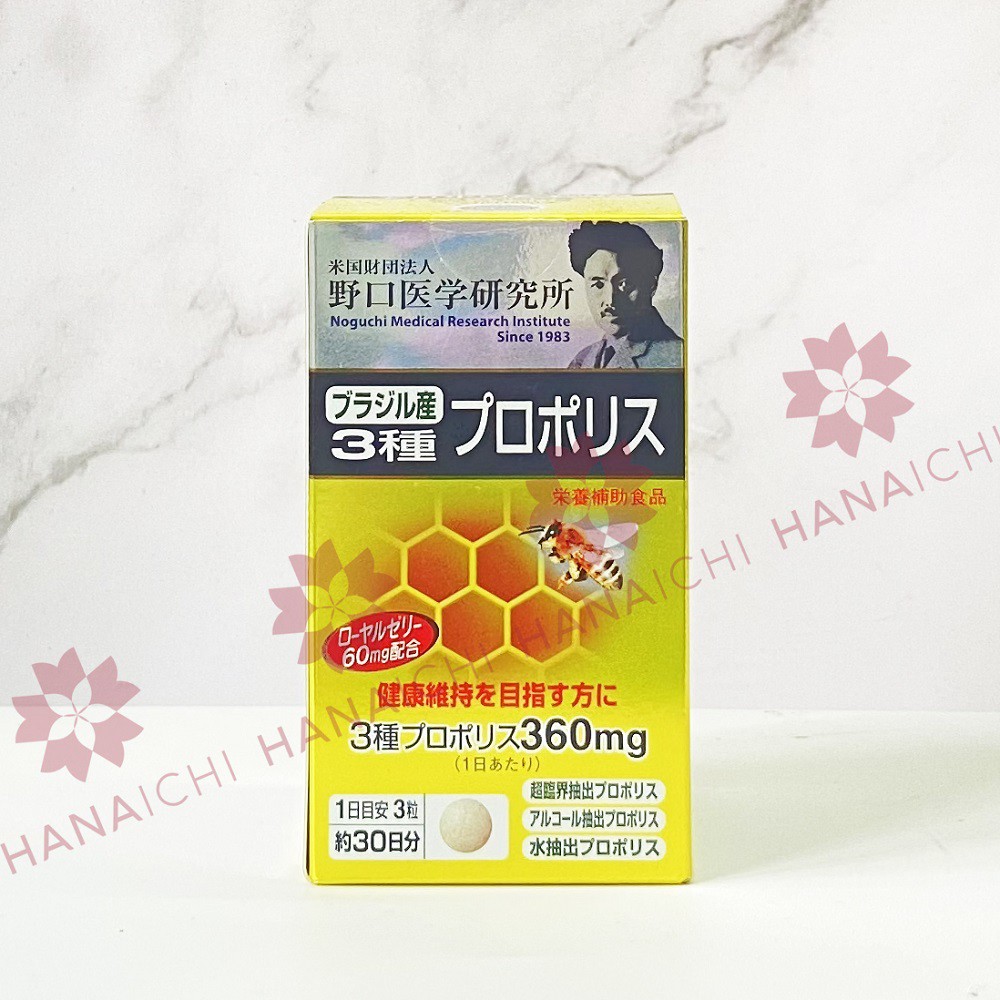 米国財団法人
野口医学研究所
Noguchi Medical Research Institute
Since 1983
ブラジル産
3種
プロポリス
栄養補助食品
ローヤルゼリー
60mg配合
健康維持を目指す方に
3種プロポリス360mg
(1日あたり)
1日目安 3粒
約30日分
超臨界抽出プロポリス
アルコール抽出プロポリス
水抽出プロポリス
HANAICHI HANAICHI HANAICHI HANAICHI